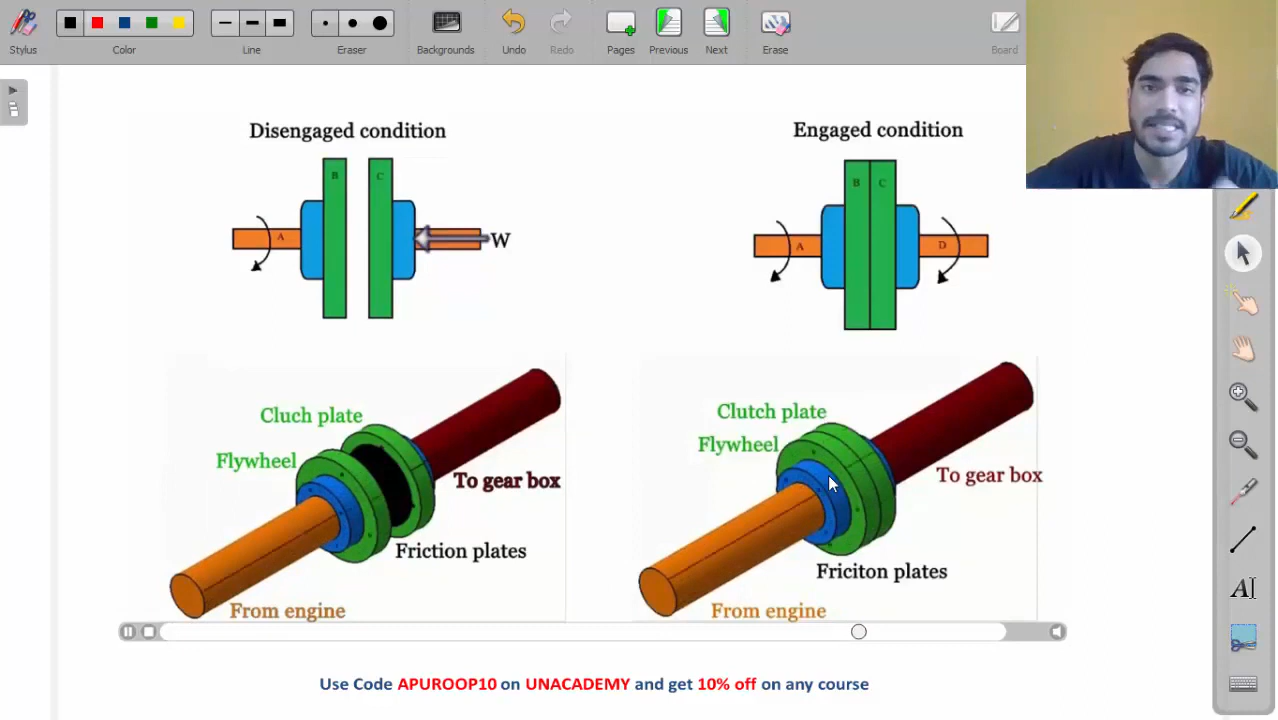 Stylus
Color
Line
Eraser
Backgrounds
Undo
Redo
Pages
Previous
Next
Erase
Board
Disengaged condition
B C
A
W
Engaged condition
B C
A D
Cluch plate
Flywheel
To gear box
Friction plates
From engine
Clutch plate
Flywheel
To gear box
Friciton plates
From engine
A
Use Code APUROOP10 on UNACADEMY and get 10% off on any course